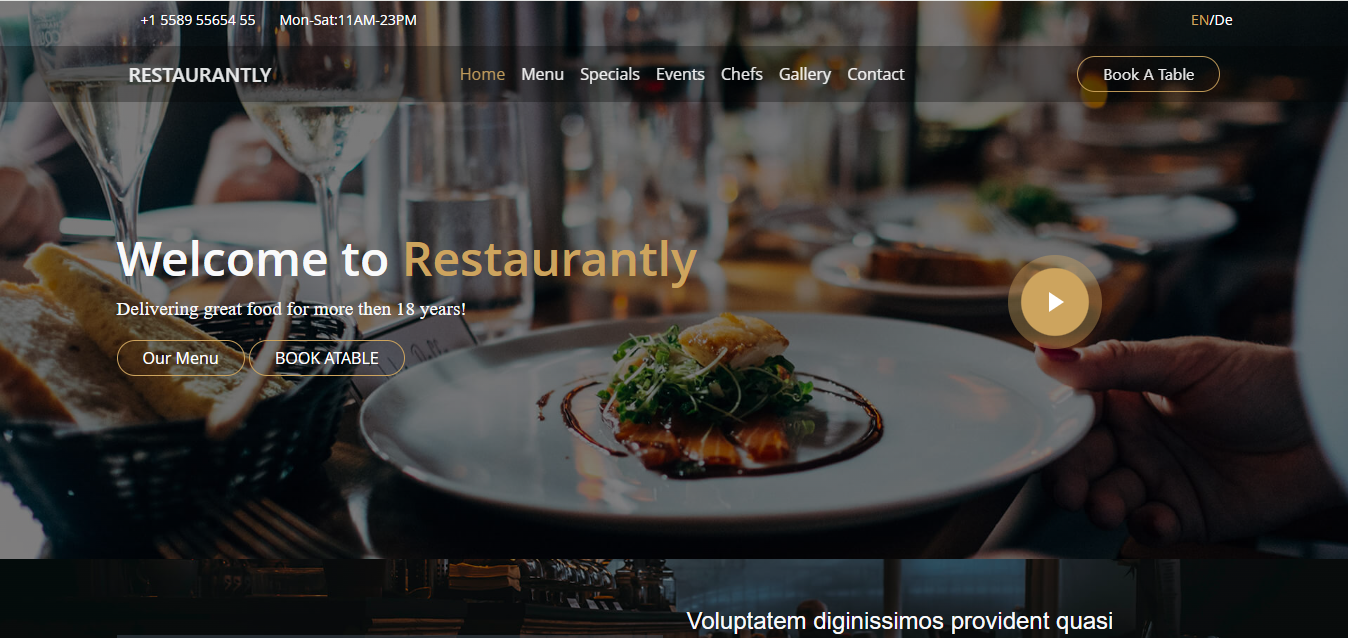 +1 5589 55654 55 Mon-Sat:11AM-23PM EN/De
RESTAURANTLY Home Menu Specials Events Chefs Gallery Contact Book A Table
Welcome to Restaurantly
Delivering great food for more then 18 years!
Our Menu BOOK ATABLE
Voluptatem diginissimos provident quasi